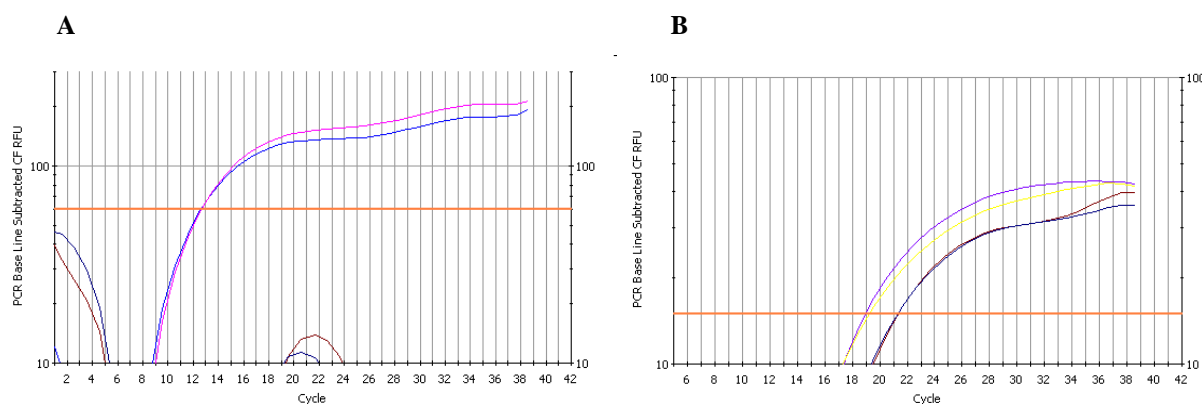 A
B
PCR Base Line Subtracted CF RFU
100
10
100
10
2 4 6 8 10 12 14 16 18 20 22 24 26 28 30 32 34 36 38 40 42
Cycle
PCR Base Line Subtracted CF RFU
100
10
100
10
6 8 10 12 14 16 18 20 22 24 26 28 30 32 34 36 38 40 42
Cycle